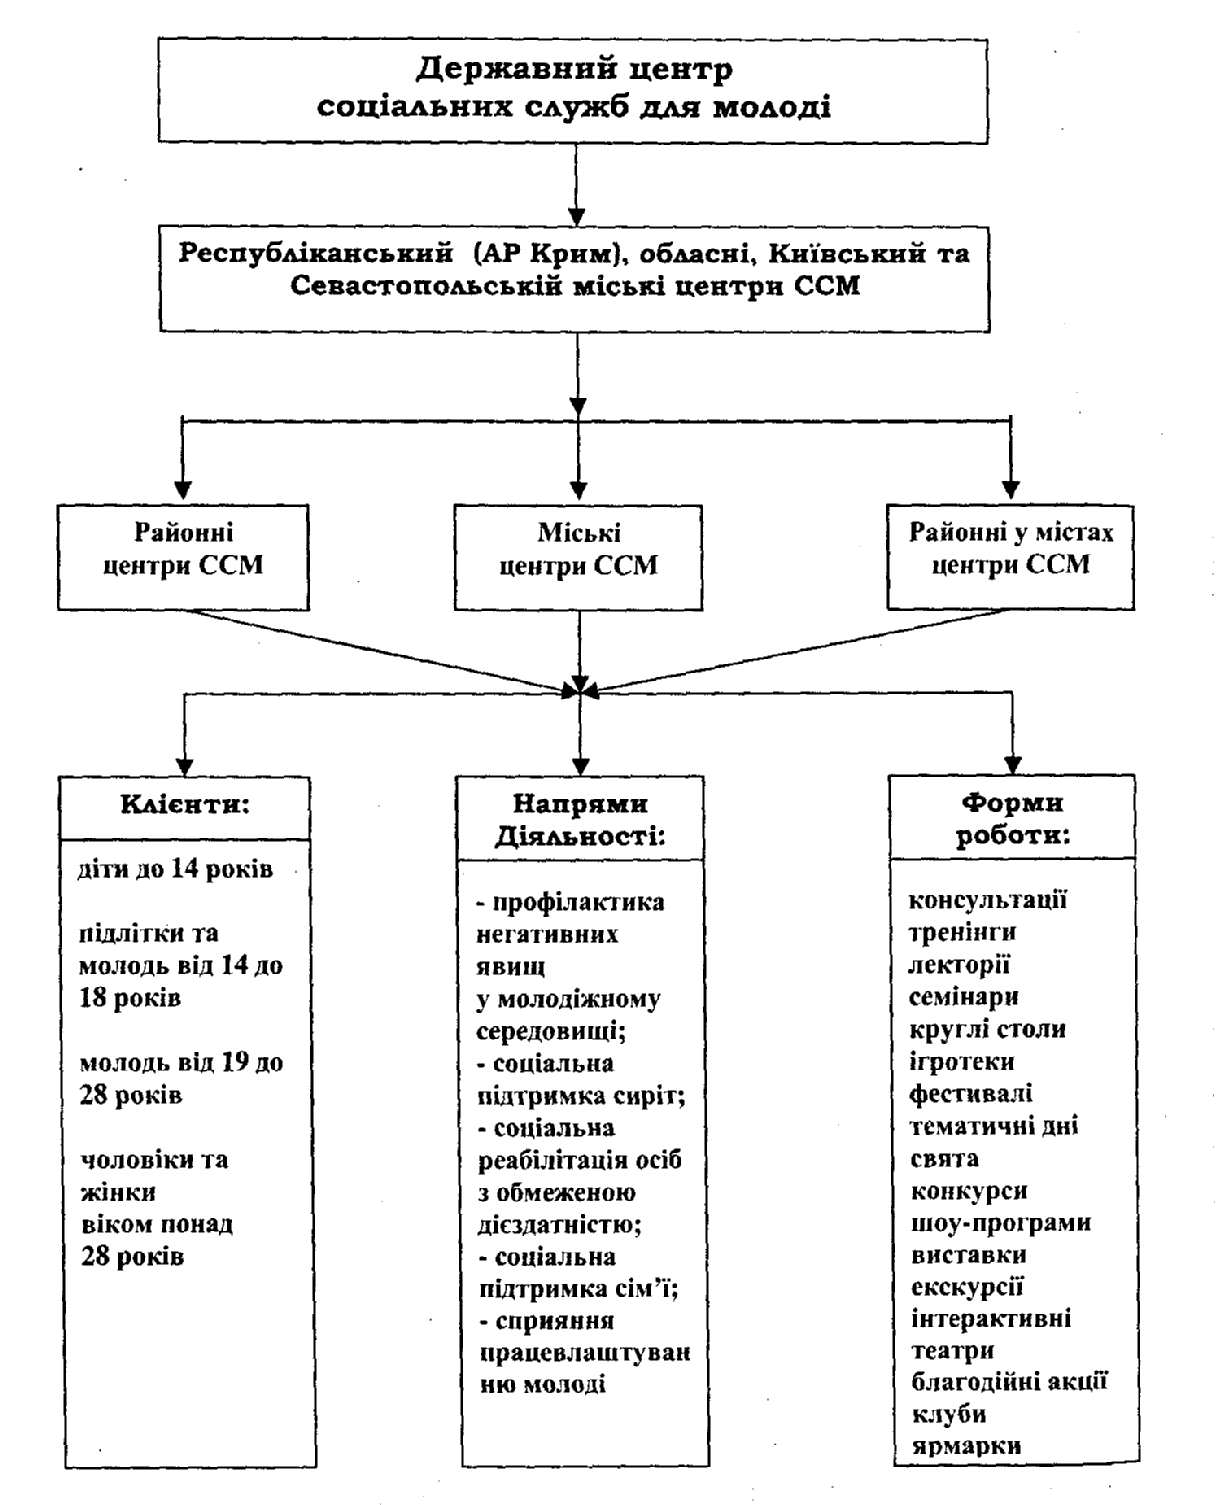 Державний центр
соціальних служб для молоді
Республіканський (АР Крим), обласні, Київський та
Севастопольській міські центри ССМ
Районні
центри ССМ
Міські
центри ССМ
Районні у містах
центри ССМ
Клієнти:
діти до 14 років
підлітки та
молодь від 14 до
18 років
молодь від 19 до
28 років
чоловіки та
жінки
віком понад
28 років
Напрями
Діяльності:
- профілактика
негативних
явищ
у молодіжному
середовищі;
- соціальна
підтримка сиріт;
- соціальна
реабілітація осіб
з обмеженою
дієздатністю;
- соціальна
підтримка сім’ї;
- сприяння
працевлаштуван
ню молоді
Форми
роботи:
консультації
тренінги
лекторії
семінари
круглі столи
ігротеки
фестивалі
тематичні дні
свята
конкурси
шоу-програми
виставки
екскурсії
інтерактивні
театри
благодійні акції
клуби
ярмарки